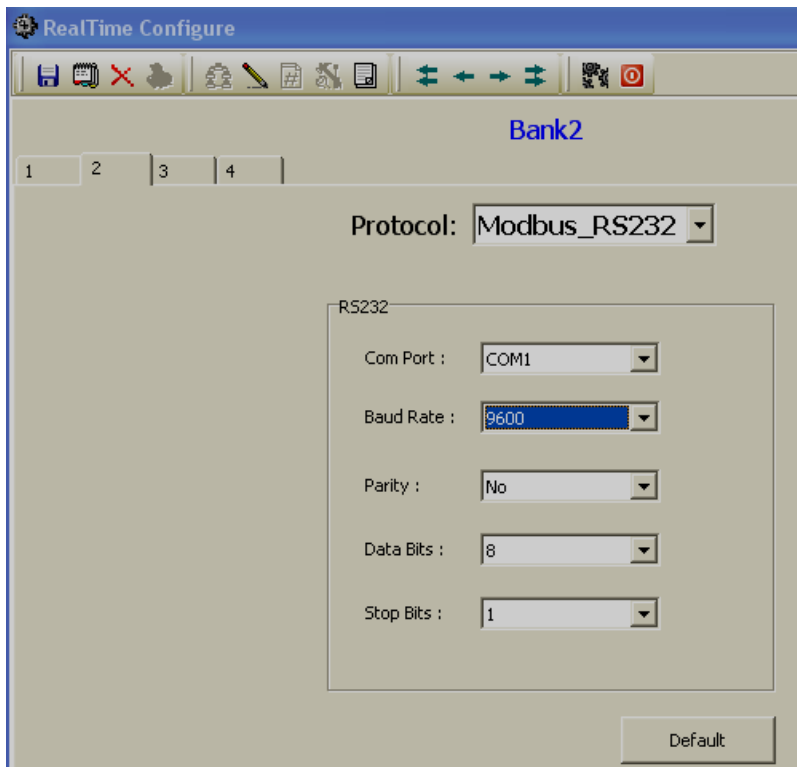 RealTime Configure
Bank2
1 2 3 4
Protocol: Modbus_RS232
RS232
Com Port : COM1
Baud Rate : 9600
Parity : No
Data Bits : 8
Stop Bits : 1
Default